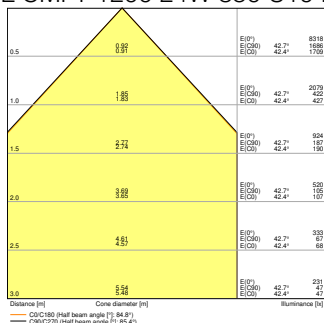 0.5
0.92
0.91
E(0°) 8318
E(C90) 42.7° 1686
E(C0) 42.4° 1709
1.0
1.85
1.83
E(0°) 2079
E(C90) 42.7° 422
E(C0) 42.4° 427
1.5
2.77
2.74
E(0°) 924
E(C90) 42.7° 187
E(C0) 42.4° 190
2.0
3.69
3.65
E(0°) 520
E(C90) 42.7° 105
E(C0) 42.4° 107
2.5
4.61
4.57
E(0°) 333
E(C90) 42.7° 67
E(C0) 42.4° 68
3.0
5.54
5.48
E(0°) 231
E(C90) 42.7° 47
E(C0) 42.4° 47
Distance [m] Cone diameter [m] Illuminance [lx]
C0/C180 (Half beam angle [°]: 84.8°)
C90/C270 (Half beam angle [°]: 85.4°)